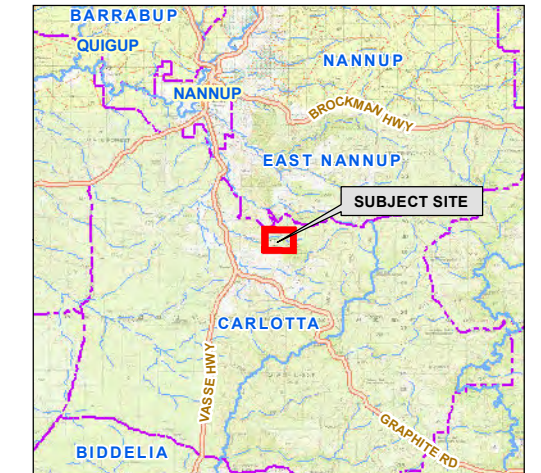 BARRABUP
QUIGUP
NANNUP
NANNUP
BROCKMAN HWY
EAST NANNUP
SUBJECT SITE
CARLOTTA
VASSE HWY
GRAPHITE RD
BIDDELIA